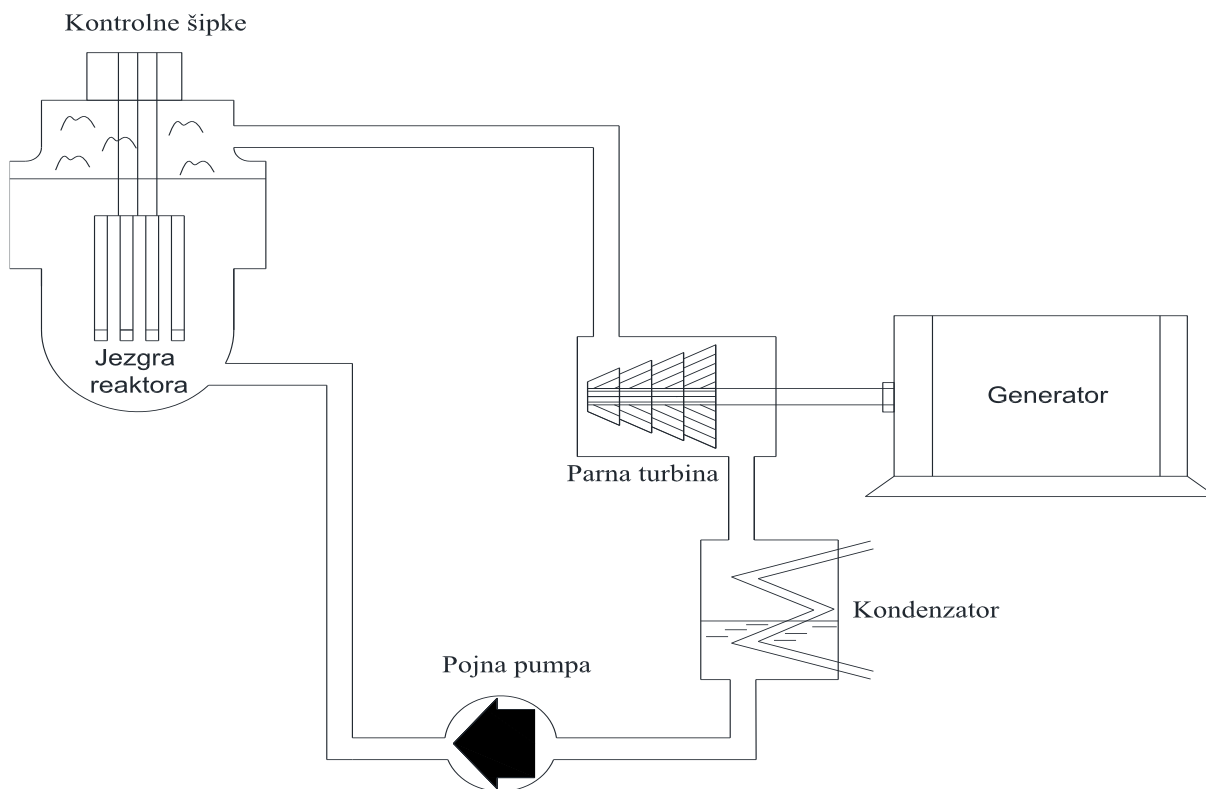 Kontrolne šipke
Jezgra
reaktora
Generator
Parna turbina
Kondenzator
Pojna pumpa